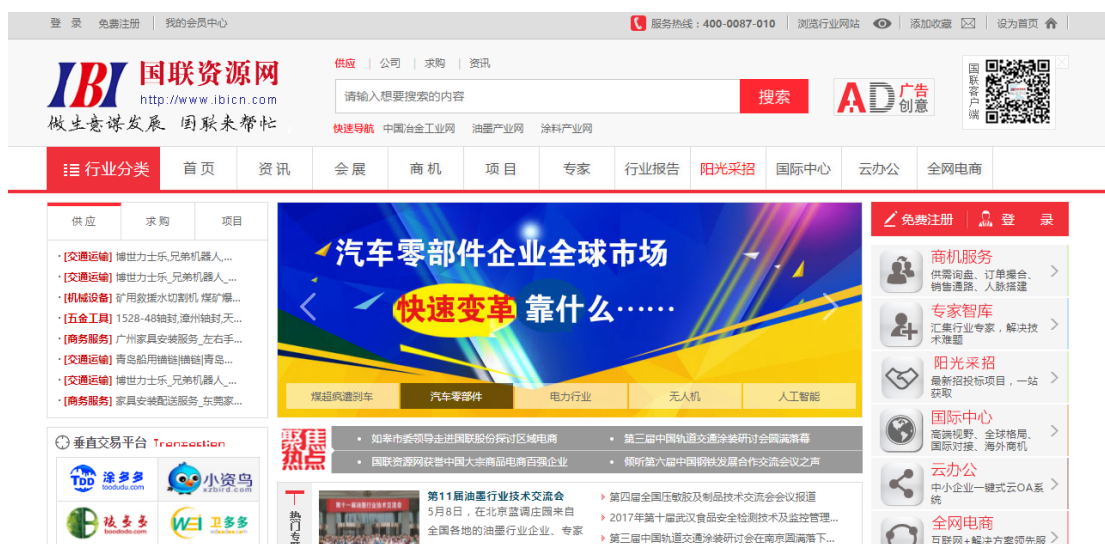 登 录 免费注册 我的会员中心
服务热线：400-0087-010 浏览行业网站 添加收藏 设为首页
IBI 国联资源网
http://www.ibicn.com
做生意谋发展 国联来帮忙
供应 公司 求购 资讯
请输入想要搜索的内容 搜索
快速导航 中国冶金工业网 油墨产业网 涂料产业网
AD 广告创意
国联客户端
行业分类 首页 资讯 会展 商机 项目 专家 行业报告 阳光采招 国际中心 云办公 全网电商
供应 求购 项目
·[交通运输] 博世力士乐,兄弟机器人,...
·[交通运输] 博世力士乐_兄弟机器人_...
·[机械设备] 矿用救援水切割机 煤矿爆...
·[五金工具] 1528-48轴封,漳州轴封,天...
·[商务服务] 广州家具安装服务_左右手...
·[交通运输] 青岛船用锚链|锚链|青岛...
·[交通运输] 博世力士乐_兄弟机器人_...
·[商务服务] 家具安装配送服务_东莞家...
汽车零部件企业全球市场
快速变革 靠什么……
煤超疯遭刹车 汽车零部件 电力行业 无人机 人工智能
免费注册 登 录
商机服务
供需询盘、订单撮合、
销售通路、人脉搭建
专家智库
汇集行业专家，解决技
术难题
阳光采招
最新招投标项目，一站
获取
国际中心
高端视野、全球格局、
国际对接、海外商机
云办公
中小企业一键式云OA系
统
全网电商
互联网+解决方案领先服
垂直交易平台 Transaction
涂多多
toodudu.com
小资鸟
xzbird.com
卫多多
聚焦热点
• 如皋市委领导走进国联股份探讨区域电商
• 第三届中国轨道交通涂装研讨会圆满落幕
• 国联资源网获誉中国大宗商品电商百强企业
• 倾听第六届中国钢铁发展合作交流会议之声
热门专
第11届油墨行业技术交流会
5月8日，在北京蓝调庄园来自
全国各地的油墨行业企业、专家
第四届全国压敏胶及制品技术交流会会议报道
2017年第十届武汉食品安全检测技术及监控管理...
第三届中国轨道交通涂装研讨会在南京圆满落下...